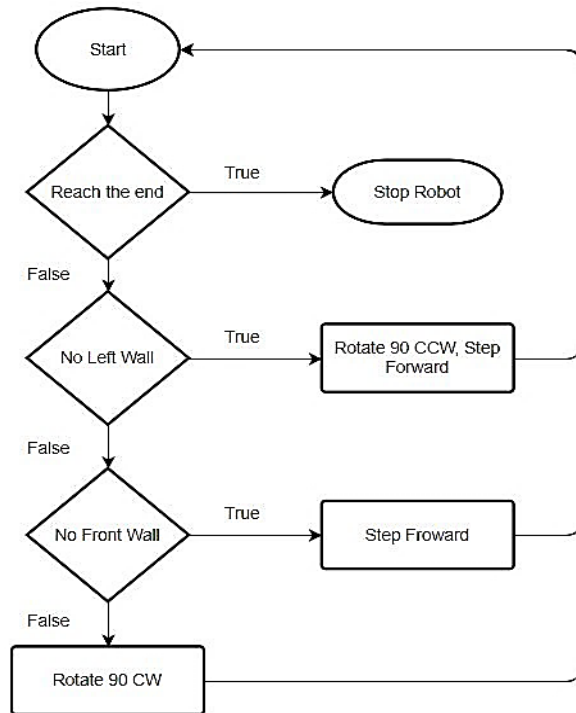 Start
Reach the end
True
Stop Robot
False
No Left Wall
True
Rotate 90 CCW, Step
Forward
False
No Front Wall
True
Step Froward
False
Rotate 90 CW